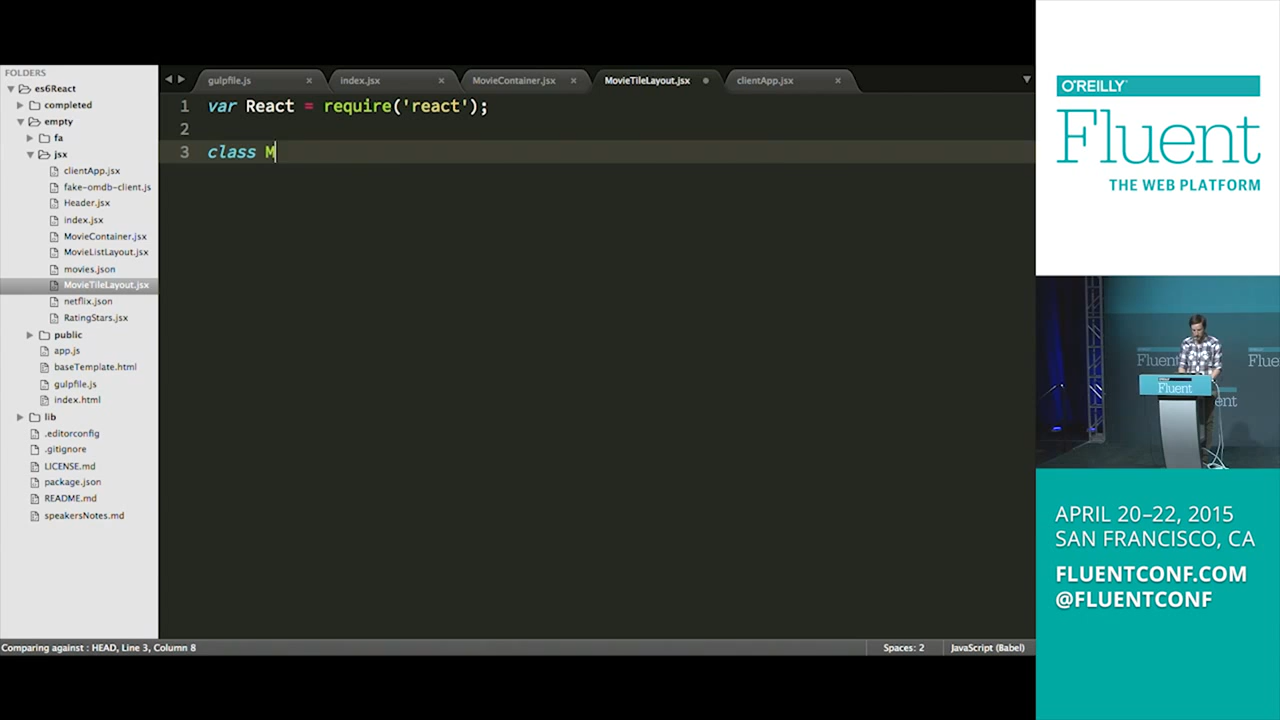 FOLDERS
es6React
completed
empty
fa
jsx
clientApp.jsx
fake-omdb-client.js
Header.jsx
index.jsx
MovieContainer.jsx
MovieListLayout.jsx
movies.json
MovieTileLayout.jsx
netflix.json
RatingStars.jsx
public
app.js
baseTemplate.html
gulpfile.js
index.html
lib
.editorconfig
.gitignore
LICENSE.md
package.json
README.md
speakersNotes.md
gulpfile.js
index.jsx
MovieContainer.jsx
MovieTileLayout.jsx
clientApp.jsx
1 var React = require('react');
2
3 class M
Comparing against : HEAD, Line 3, Column 8
Spaces: 2
JavaScript (Babel)
O'REILLY
Fluent
THE WEB PLATFORM
Fluent
Flue
Fluent
ent
APRIL 20–22, 2015
SAN FRANCISCO, CA
FLUENTCONF.COM
@FLUENTCONF